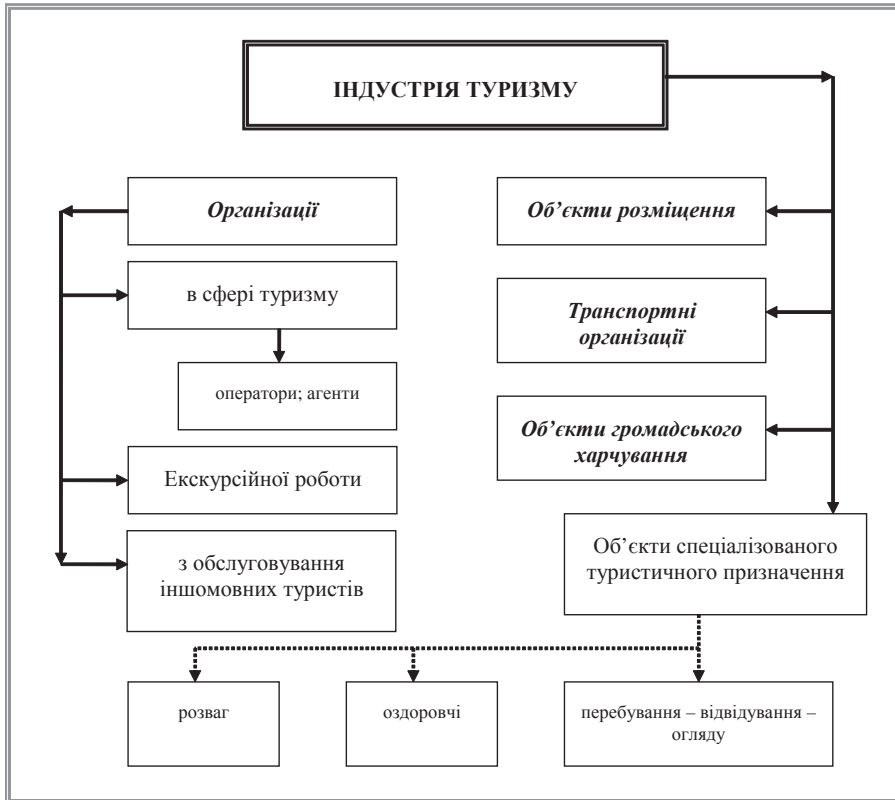 ІНДУСТРІЯ ТУРИЗМУ
Організації
в сфері туризму
оператори; агенти
Екскурсійної роботи
з обслуговування
іншомовних туристів
Об’єкти розміщення
Транспортні
організації
Об’єкти громадського
харчування
Об’єкти спеціалізованого
туристичного призначення
розваг
оздоровчі
перебування – відвідування –
огляду